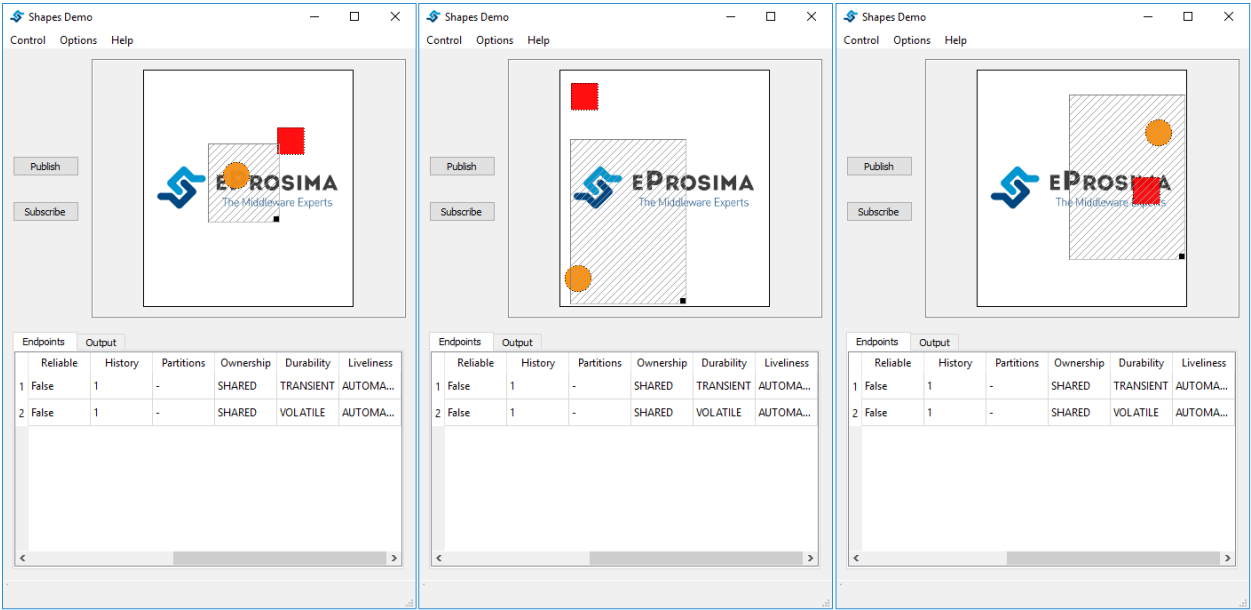 Shapes Demo
Control Options Help
Publish
Subscribe
EPROSIMA
The Middleware Experts
Endpoints Output
Reliable History Partitions Ownership Durability Liveliness
1 False 1 - SHARED TRANSIENT AUTOMA...
2 False 1 - SHARED VOLATILE AUTOMA...
Shapes Demo
Control Options Help
Publish
Subscribe
EPROSIMA
The Middleware Experts
Endpoints Output
Reliable History Partitions Ownership Durability Liveliness
1 False 1 - SHARED TRANSIENT AUTOMA...
2 False 1 - SHARED VOLATILE AUTOMA...
Shapes Demo
Control Options Help
Publish
Subscribe
EPROSIMA
The Middleware Experts
Endpoints Output
Reliable History Partitions Ownership Durability Liveliness
1 False 1 - SHARED TRANSIENT AUTOMA...
2 False 1 - SHARED VOLATILE AUTOMA...